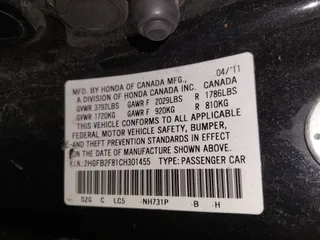 MFD. BY HONDA OF CANADA MFG., 04/'11
A DIVISION OF HONDA CANADA INC. CANADA
GVWR 3792LBS GAWR F 2029LBS R 1786LBS
GVWR 1720KG GAWR F 920KG R 810KG
THIS VEHICLE CONFORMS TO ALL APPLICABLE
FEDERAL MOTOR VEHICLE SAFETY, BUMPER,
AND THEFT PREVENTION STANDARDS IN EFFECT
ON THE DATE OF MANUFACTURE SHOWN ABOVE.
V.I.N.:2HGFB2F81CH301455 TYPE: PASSENGER CAR
SZG C LC5 NH731P B H